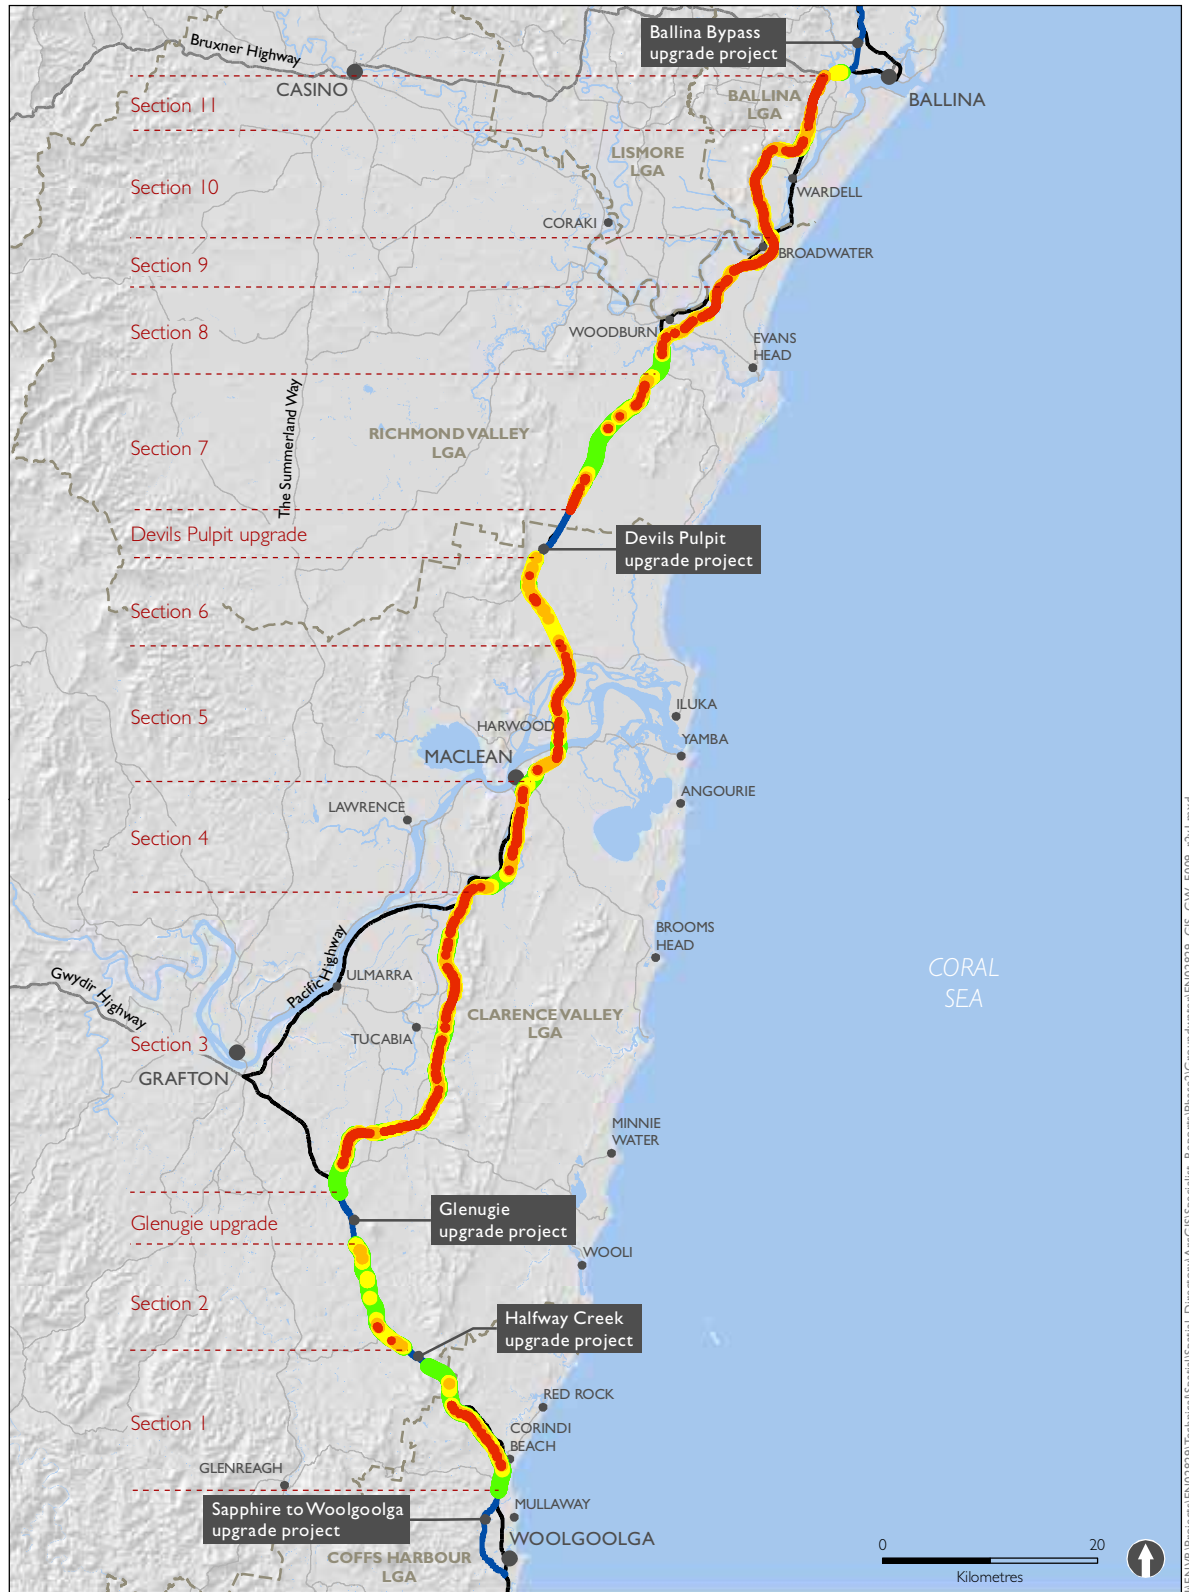 Ballina Bypass
upgrade project
Bruxner Highway
CASINO
BALLINA
LGA
BALLINA
Section 11
LISMORE
LGA
Section 10
WARDELL
CORAKI
BROADWATER
Section 9
WOODBURN
Section 8
EVANS
HEAD
The Summerland Way
RICHMOND VALLEY
LGA
Section 7
Devils Pulpit upgrade
Devils Pulpit
upgrade project
Section 6
Section 5
HARWOOD
ILUKA
YAMBA
MACLEAN
ANGOURIE
LAWRENCE
Section 4
BROOMS
HEAD
CORAL
SEA
Pacific Highway
ULMARRA
Gwydir Highway
CLARENCE VALLEY
LGA
TUCABIA
Section 3
GRAFTON
MINNIE
WATER
Glenugie
upgrade project
Glenugie upgrade
WOOLI
Section 2
Halfway Creek
upgrade project
RED ROCK
Section 1
CORINDI
BEACH
GLENREAGH
Sapphire to Woolgoolga
upgrade project
MULLAWAY
WOOLGOOLGA
COFFS HARBOUR
LGA
0 20
Kilometres